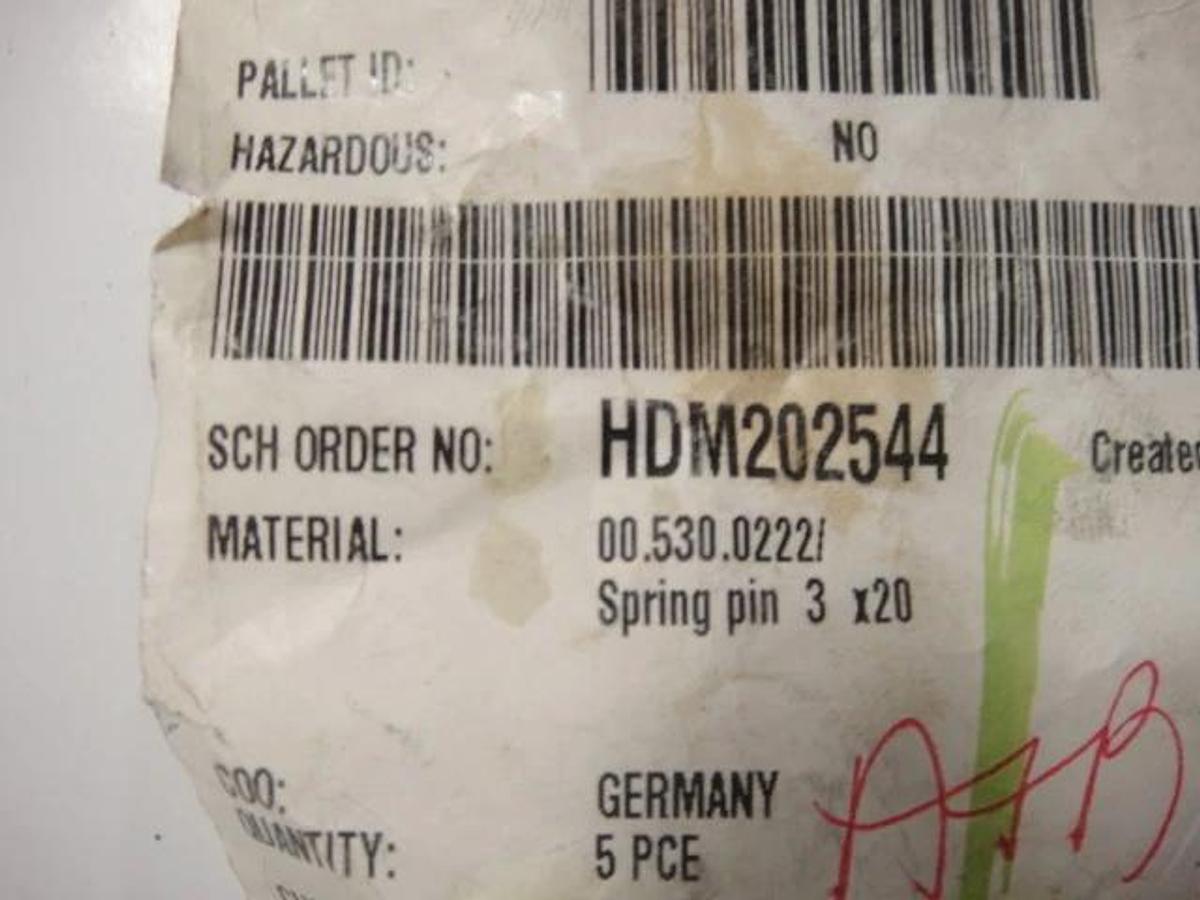 PALLET ID:
HAZARDOUS: NO
SCH ORDER NO: HDM202544 Created
MATERIAL: 00.530.0222/
Spring pin 3 x20
COO: GERMANY
QUANTITY: 5 PCE